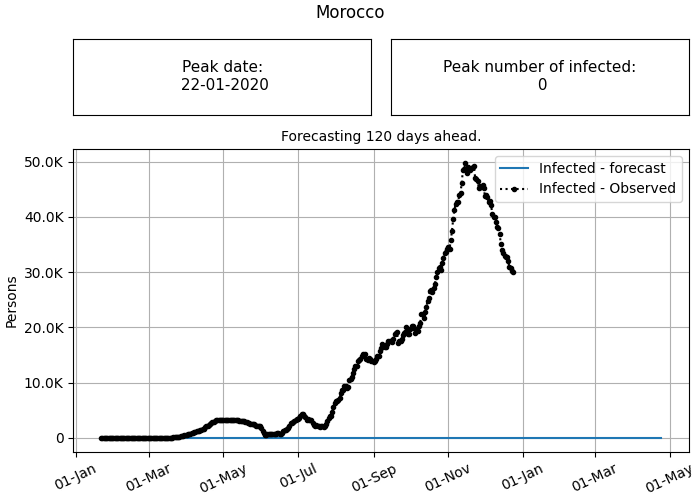 Morocco
Peak date:
22-01-2020
Peak number of infected:
0
Forecasting 120 days ahead.
Infected - forecast
Infected - Observed
Persons
50.0K
40.0K
30.0K
20.0K
10.0K
0
01-Jan
01-Mar
01-May
01-Jul
01-Sep
01-Nov
01-Jan
01-Mar
01-May